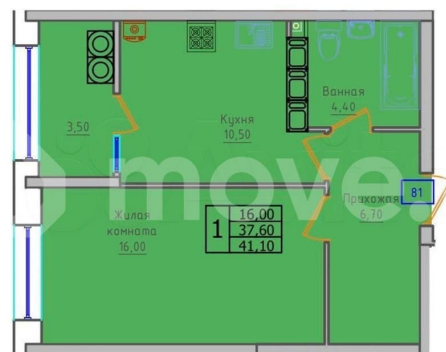 Ванная
4,40
3,50
Кухня
10,50
move.
81
Прихожая
6,70
Жилая
комната
16,00
1
16,00
37,60
41,10